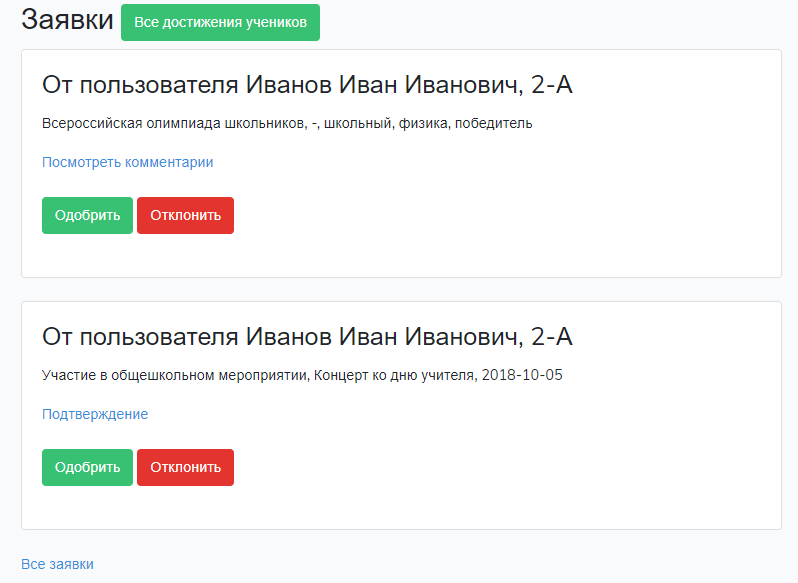 Заявки Все достижения учеников
От пользователя Иванов Иван Иванович, 2-А
Всероссийская олимпиада школьников, -, школьный, физика, победитель
Посмотреть комментарии
Одобрить Отклонить
От пользователя Иванов Иван Иванович, 2-А
Участие в общешкольном мероприятии, Концерт ко дню учителя, 2018-10-05
Подтверждение
Одобрить Отклонить
Все заявки